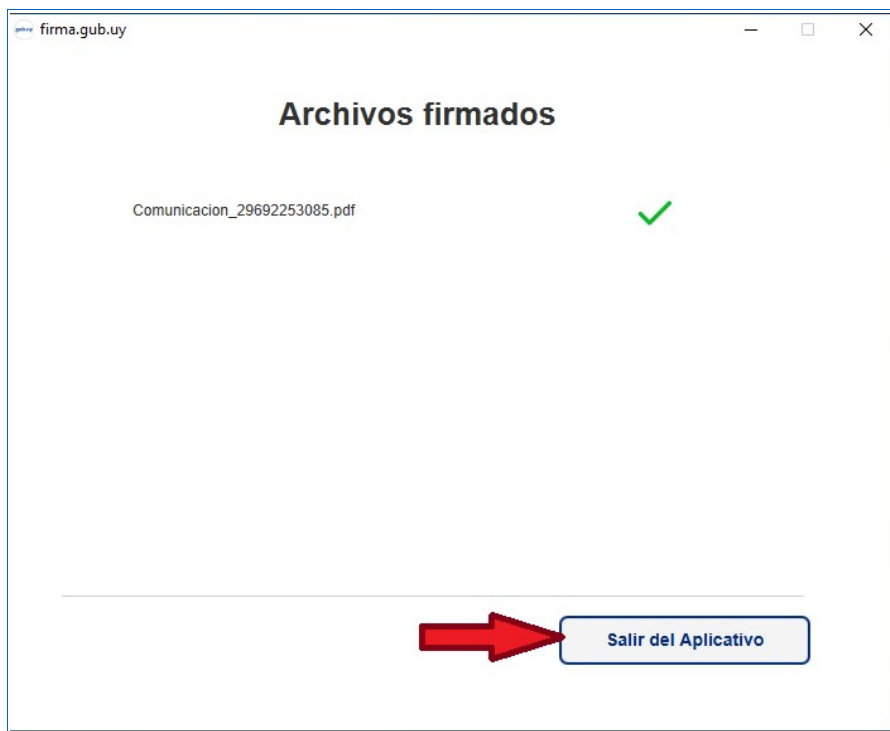 firma.gub.uy
Archivos firmados
Comunicacion_29692253085.pdf
Salir del Aplicativo